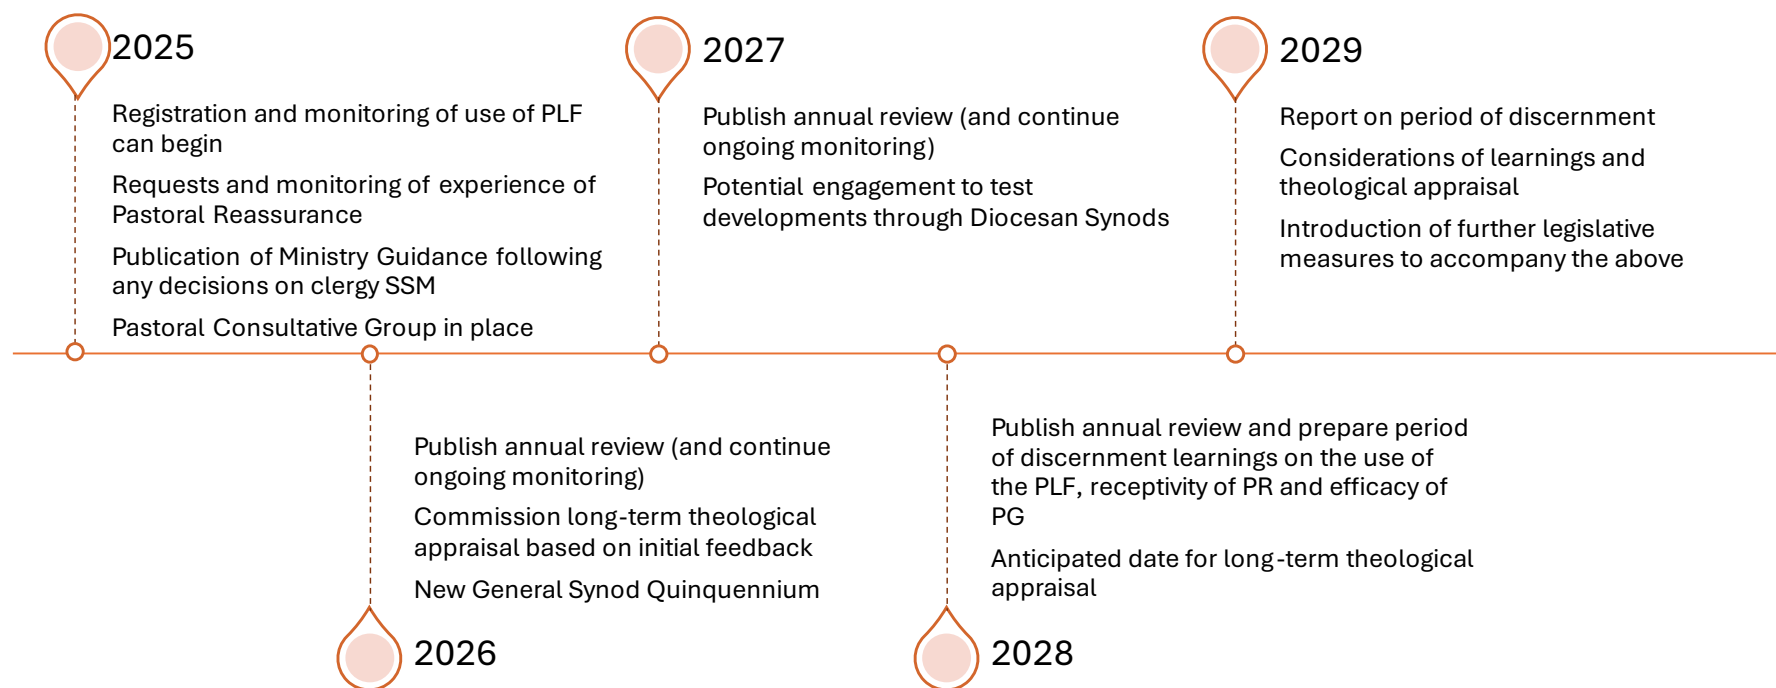 2025
Registration and monitoring of use of PLF
can begin
Requests and monitoring of experience of
Pastoral Reassurance
Publication of Ministry Guidance following
any decisions on clergy SSM
Pastoral Consultative Group in place
2026
Publish annual review (and continue
ongoing monitoring)
Commission long-term theological
appraisal based on initial feedback
New General Synod Quinquennium
2027
Publish annual review (and continue
ongoing monitoring)
Potential engagement to test
developments through Diocesan Synods
2028
Publish annual review and prepare period
of discernment learnings on the use of
the PLF, receptivity of PR and efficacy of
PG
Anticipated date for long-term theological
appraisal
2029
Report on period of discernment
Considerations of learnings and
theological appraisal
Introduction of further legislative
measures to accompany the above